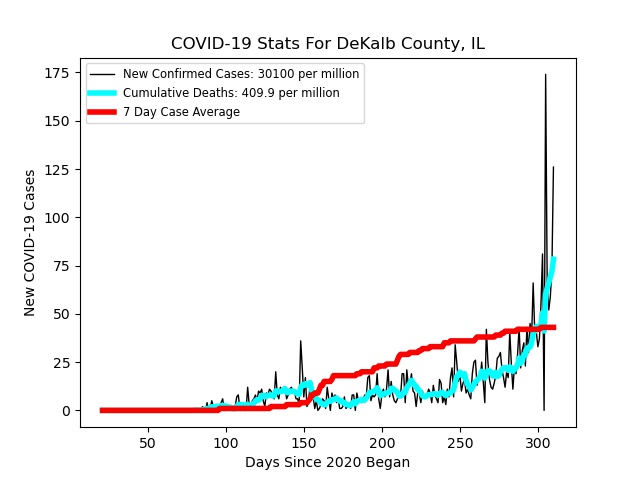 COVID-19 Stats For DeKalb County, IL
New Confirmed Cases: 30100 per million
Cumulative Deaths: 409.9 per million
7 Day Case Average
175
150
125
100
75
50
25
0
New COVID-19 Cases
50 100 150 200 250 300
Days Since 2020 Began